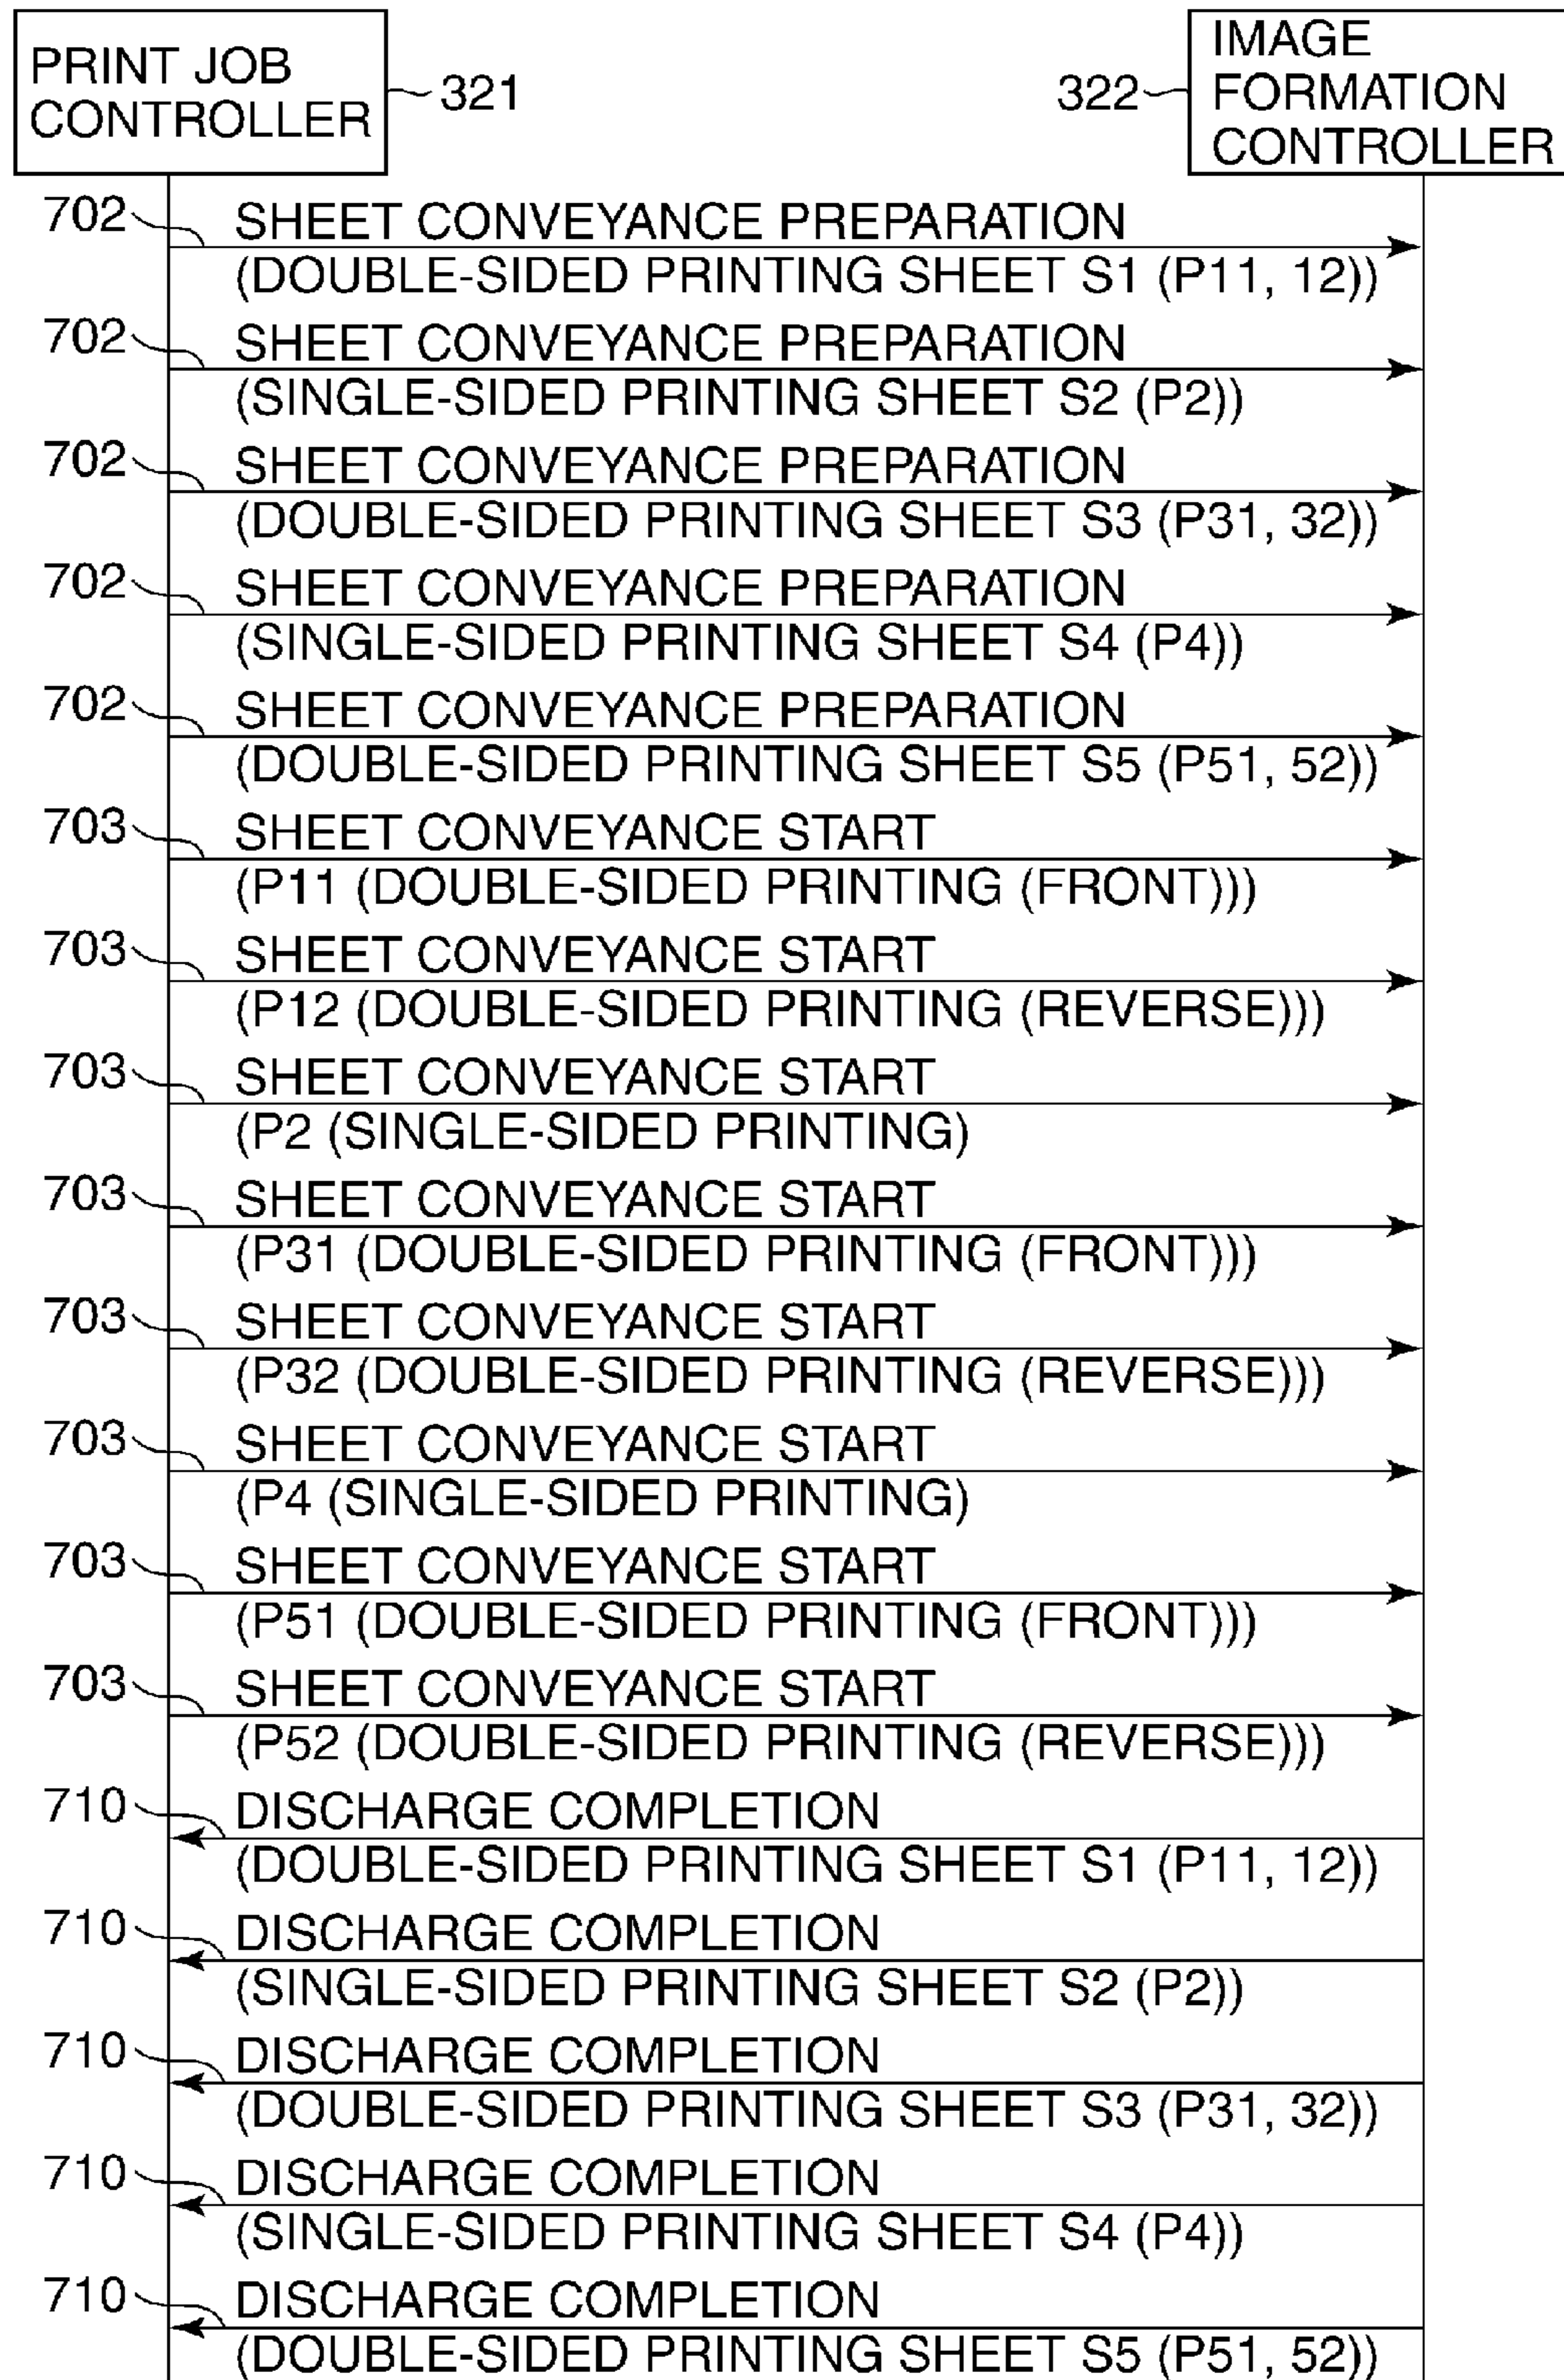 PRINT JOB
CONTROLLER
321
322
IMAGE
FORMATION
CONTROLLER
702
SHEET CONVEYANCE PREPARATION
(DOUBLE-SIDED PRINTING SHEET S1 (P11, 12))
702
SHEET CONVEYANCE PREPARATION
(SINGLE-SIDED PRINTING SHEET S2 (P2))
702
SHEET CONVEYANCE PREPARATION
(DOUBLE-SIDED PRINTING SHEET S3 (P31, 32))
702
SHEET CONVEYANCE PREPARATION
(SINGLE-SIDED PRINTING SHEET S4 (P4))
702
SHEET CONVEYANCE PREPARATION
(DOUBLE-SIDED PRINTING SHEET S5 (P51, 52))
703
SHEET CONVEYANCE START
(P11 (DOUBLE-SIDED PRINTING (FRONT)))
703
SHEET CONVEYANCE START
(P12 (DOUBLE-SIDED PRINTING (REVERSE)))
703
SHEET CONVEYANCE START
(P2 (SINGLE-SIDED PRINTING)
703
SHEET CONVEYANCE START
(P31 (DOUBLE-SIDED PRINTING (FRONT)))
703
SHEET CONVEYANCE START
(P32 (DOUBLE-SIDED PRINTING (REVERSE)))
703
SHEET CONVEYANCE START
(P4 (SINGLE-SIDED PRINTING)
703
SHEET CONVEYANCE START
(P51 (DOUBLE-SIDED PRINTING (FRONT)))
703
SHEET CONVEYANCE START
(P52 (DOUBLE-SIDED PRINTING (REVERSE)))
710
DISCHARGE COMPLETION
(DOUBLE-SIDED PRINTING SHEET S1 (P11, 12))
710
DISCHARGE COMPLETION
(SINGLE-SIDED PRINTING SHEET S2 (P2))
710
DISCHARGE COMPLETION
(DOUBLE-SIDED PRINTING SHEET S3 (P31, 32))
710
DISCHARGE COMPLETION
(SINGLE-SIDED PRINTING SHEET S4 (P4))
710
DISCHARGE COMPLETION
(DOUBLE-SIDED PRINTING SHEET S5 (P51, 52))